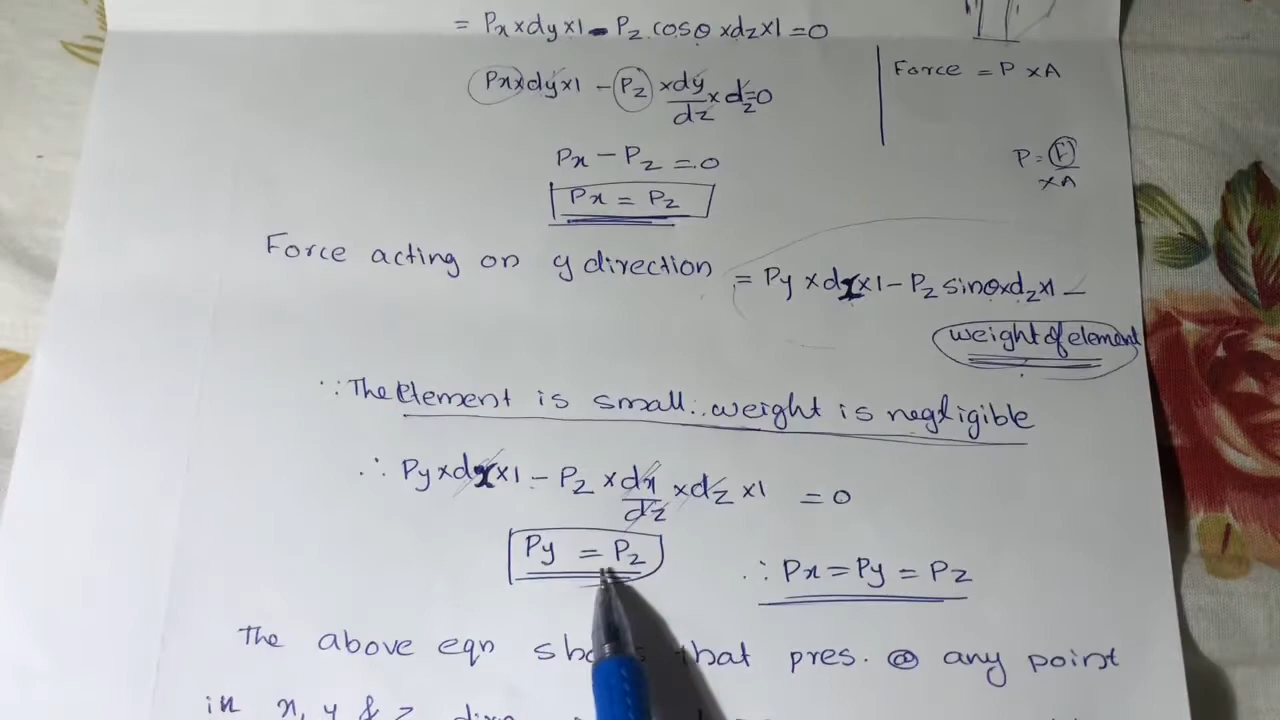 = Px x dy x 1 - Pz cosθ x dz x 1 = 0
Px x dy x 1 - Pz x dy/dz x dz = 0
Force = P x A
Px - Pz = 0
P = F/xA
Px = Pz
Force acting on y direction = Py x dx x 1 - Pz sinθ x dz x 1 -
weight of element
∵ The Element is small ∴ weight is negligible
∴ Py x dx x 1 - Pz x dx/dz x dz x 1 = 0
Py = Pz
∴ Px = Py = Pz
The above eqn that pres. @ any point
in x, y & z